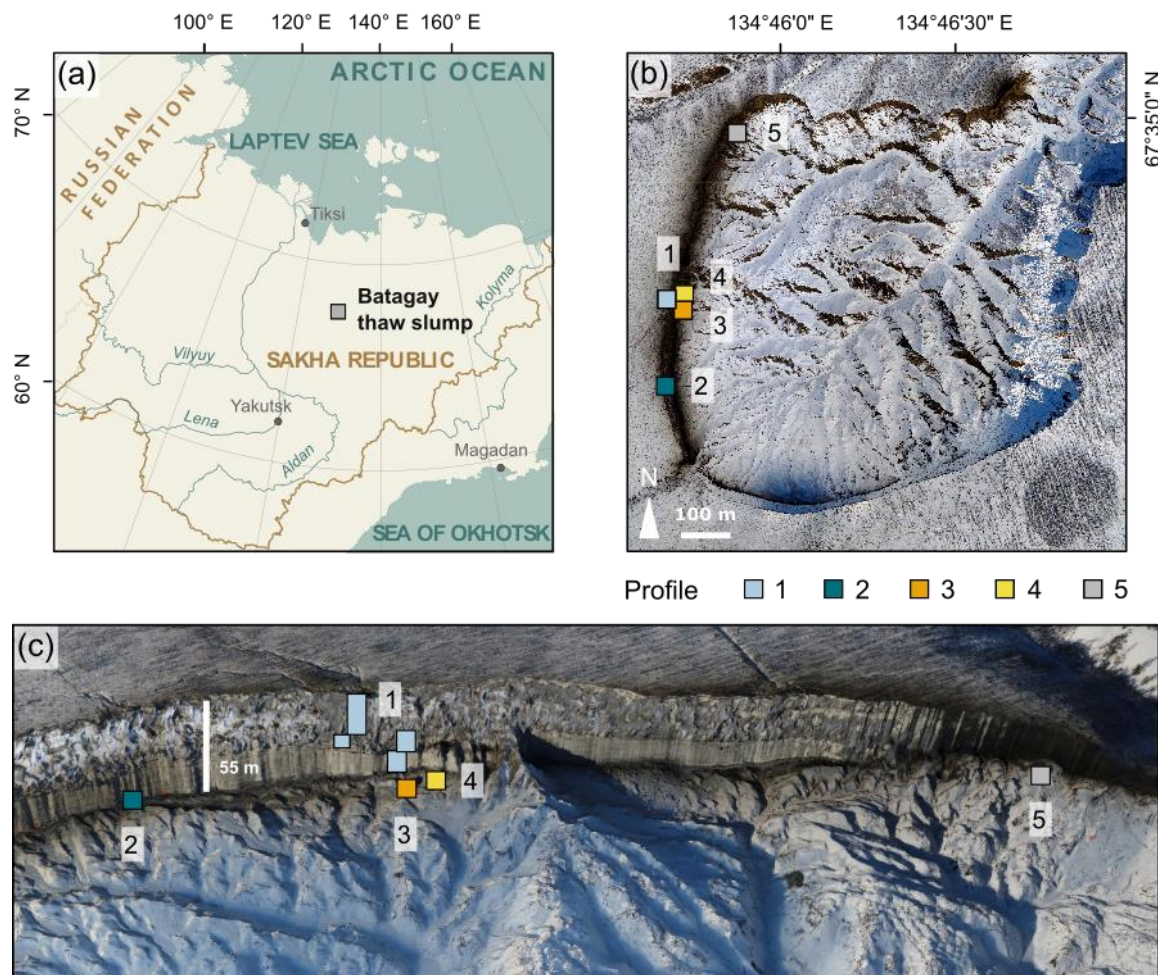 100° E 120° E 140° E 160° E
(a)
ARCTIC OCEAN
70° N
60° N
RUSSIAN
FEDERATION
LAPTEV SEA
Tiksi
Kolyma
Batagay
thaw slump
Vilyuy
SAKHA REPUBLIC
Lena
Yakutsk
Aldan
Magadan
SEA OF OKHOTSK
134°46'0" E 134°46'30" E
(b)
67°35'0" N
5
1
4
3
2
N
100 m
Profile 1 2 3 4 5
(c)
1
55 m
4
2
3
5